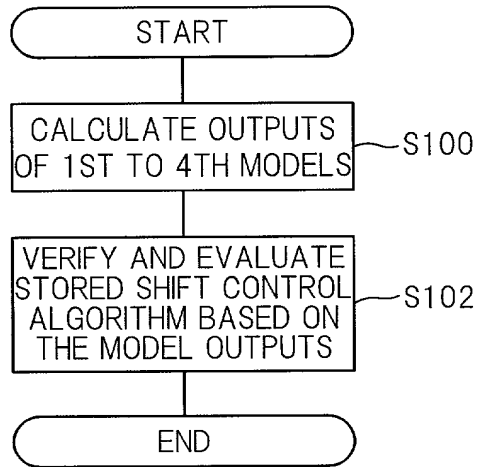 START
CALCULATE OUTPUTS
OF 1ST TO 4TH MODELS
S100
VERIFY AND EVALUATE
STORED SHIFT CONTROL
ALGORITHM BASED ON
THE MODEL OUTPUTS
S102
END